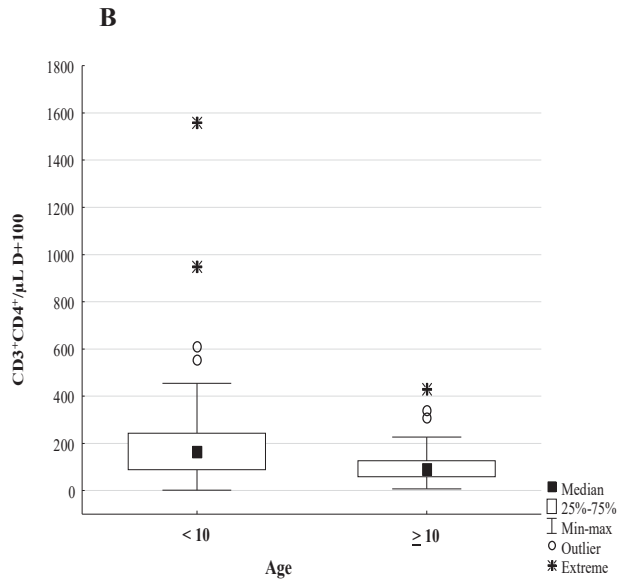 B
1800
1600
1400
1200
1000
800
600
400
200
0
CD3⁺CD4⁺/μL D+100
< 10
≥ 10
Age
Median
25%-75%
Min-max
Outlier
Extreme